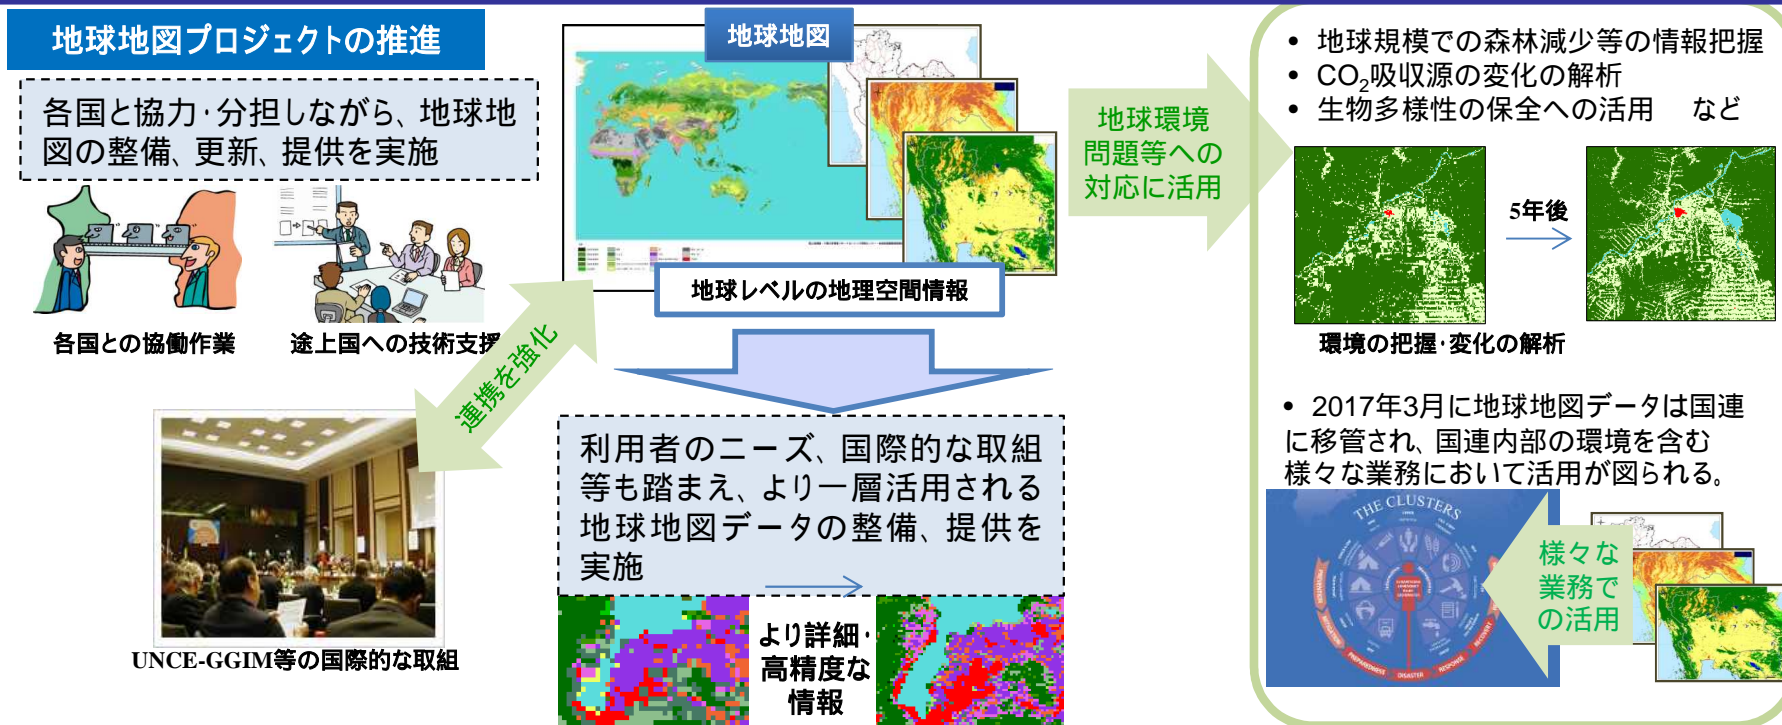 地球地図プロジェクトの推進
各国と協力･分担しながら、地球地
図の整備、更新、提供を実施
各国との協働作業
途上国への技術支援
連携を強化
UNCE-GGIM等の国際的な取組
地球地図
地球レベルの地理空間情報
利用者のニーズ、国際的な取組
等も踏まえ、より一層活用される
地球地図データの整備、提供を
実施
より詳細･
高精度な
情報
地球環境
問題等への
対応に活用
• 地球規模での森林減少等の情報把握
• CO₂吸収源の変化の解析
• 生物多様性の保全への活用　など
5年後
環境の把握･変化の解析
• 2017年3月に地球地図データは国連
に移管され、国連内部の環境を含む
様々な業務において活用が図られる。
THE CLUSTERS
PREVENTION
MITIGATION
PREPAREDNESS
DISASTER
RESPONSE
RECOVERY
様々な
業務で
の活用